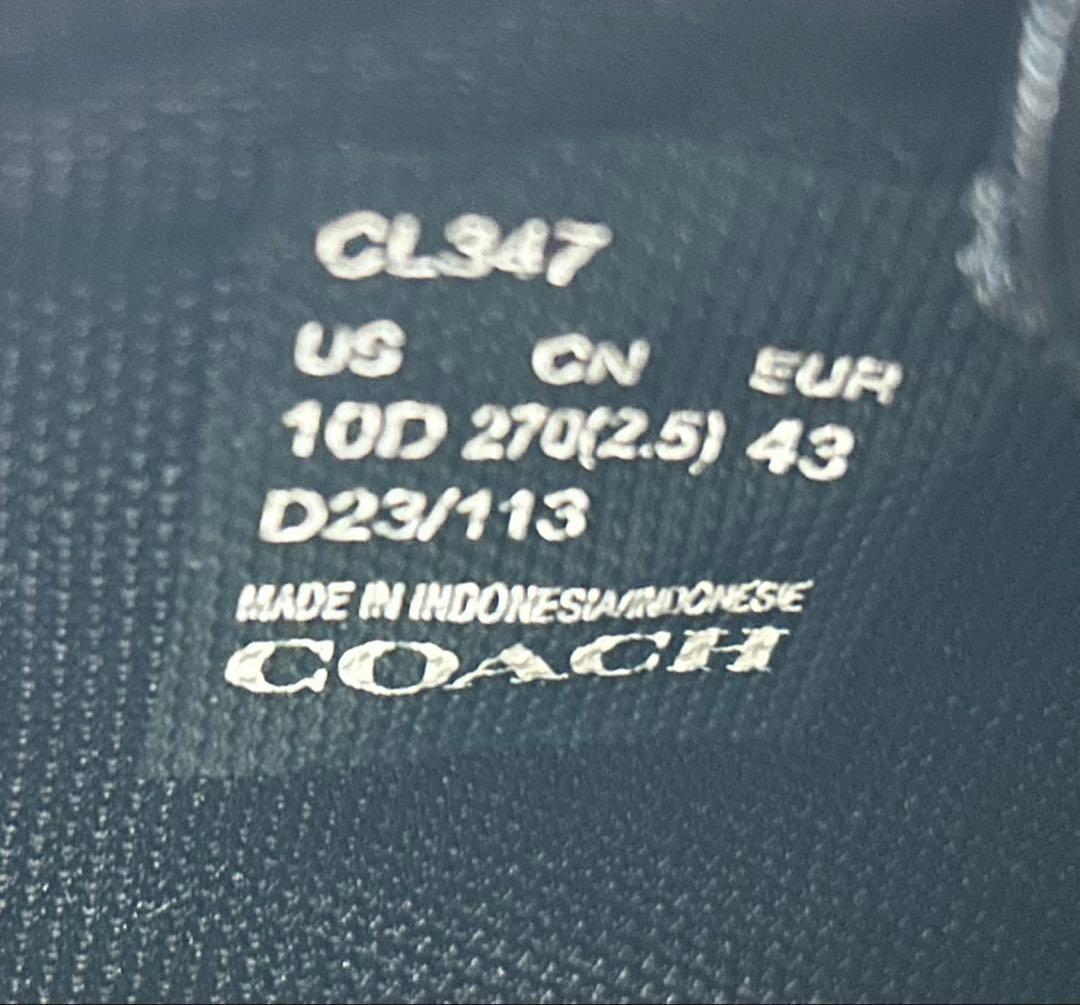 CL347
US CN EUR
10D 270(2.5) 43
D23/113
MADE IN INDONESIA/INDONESIE
COACH